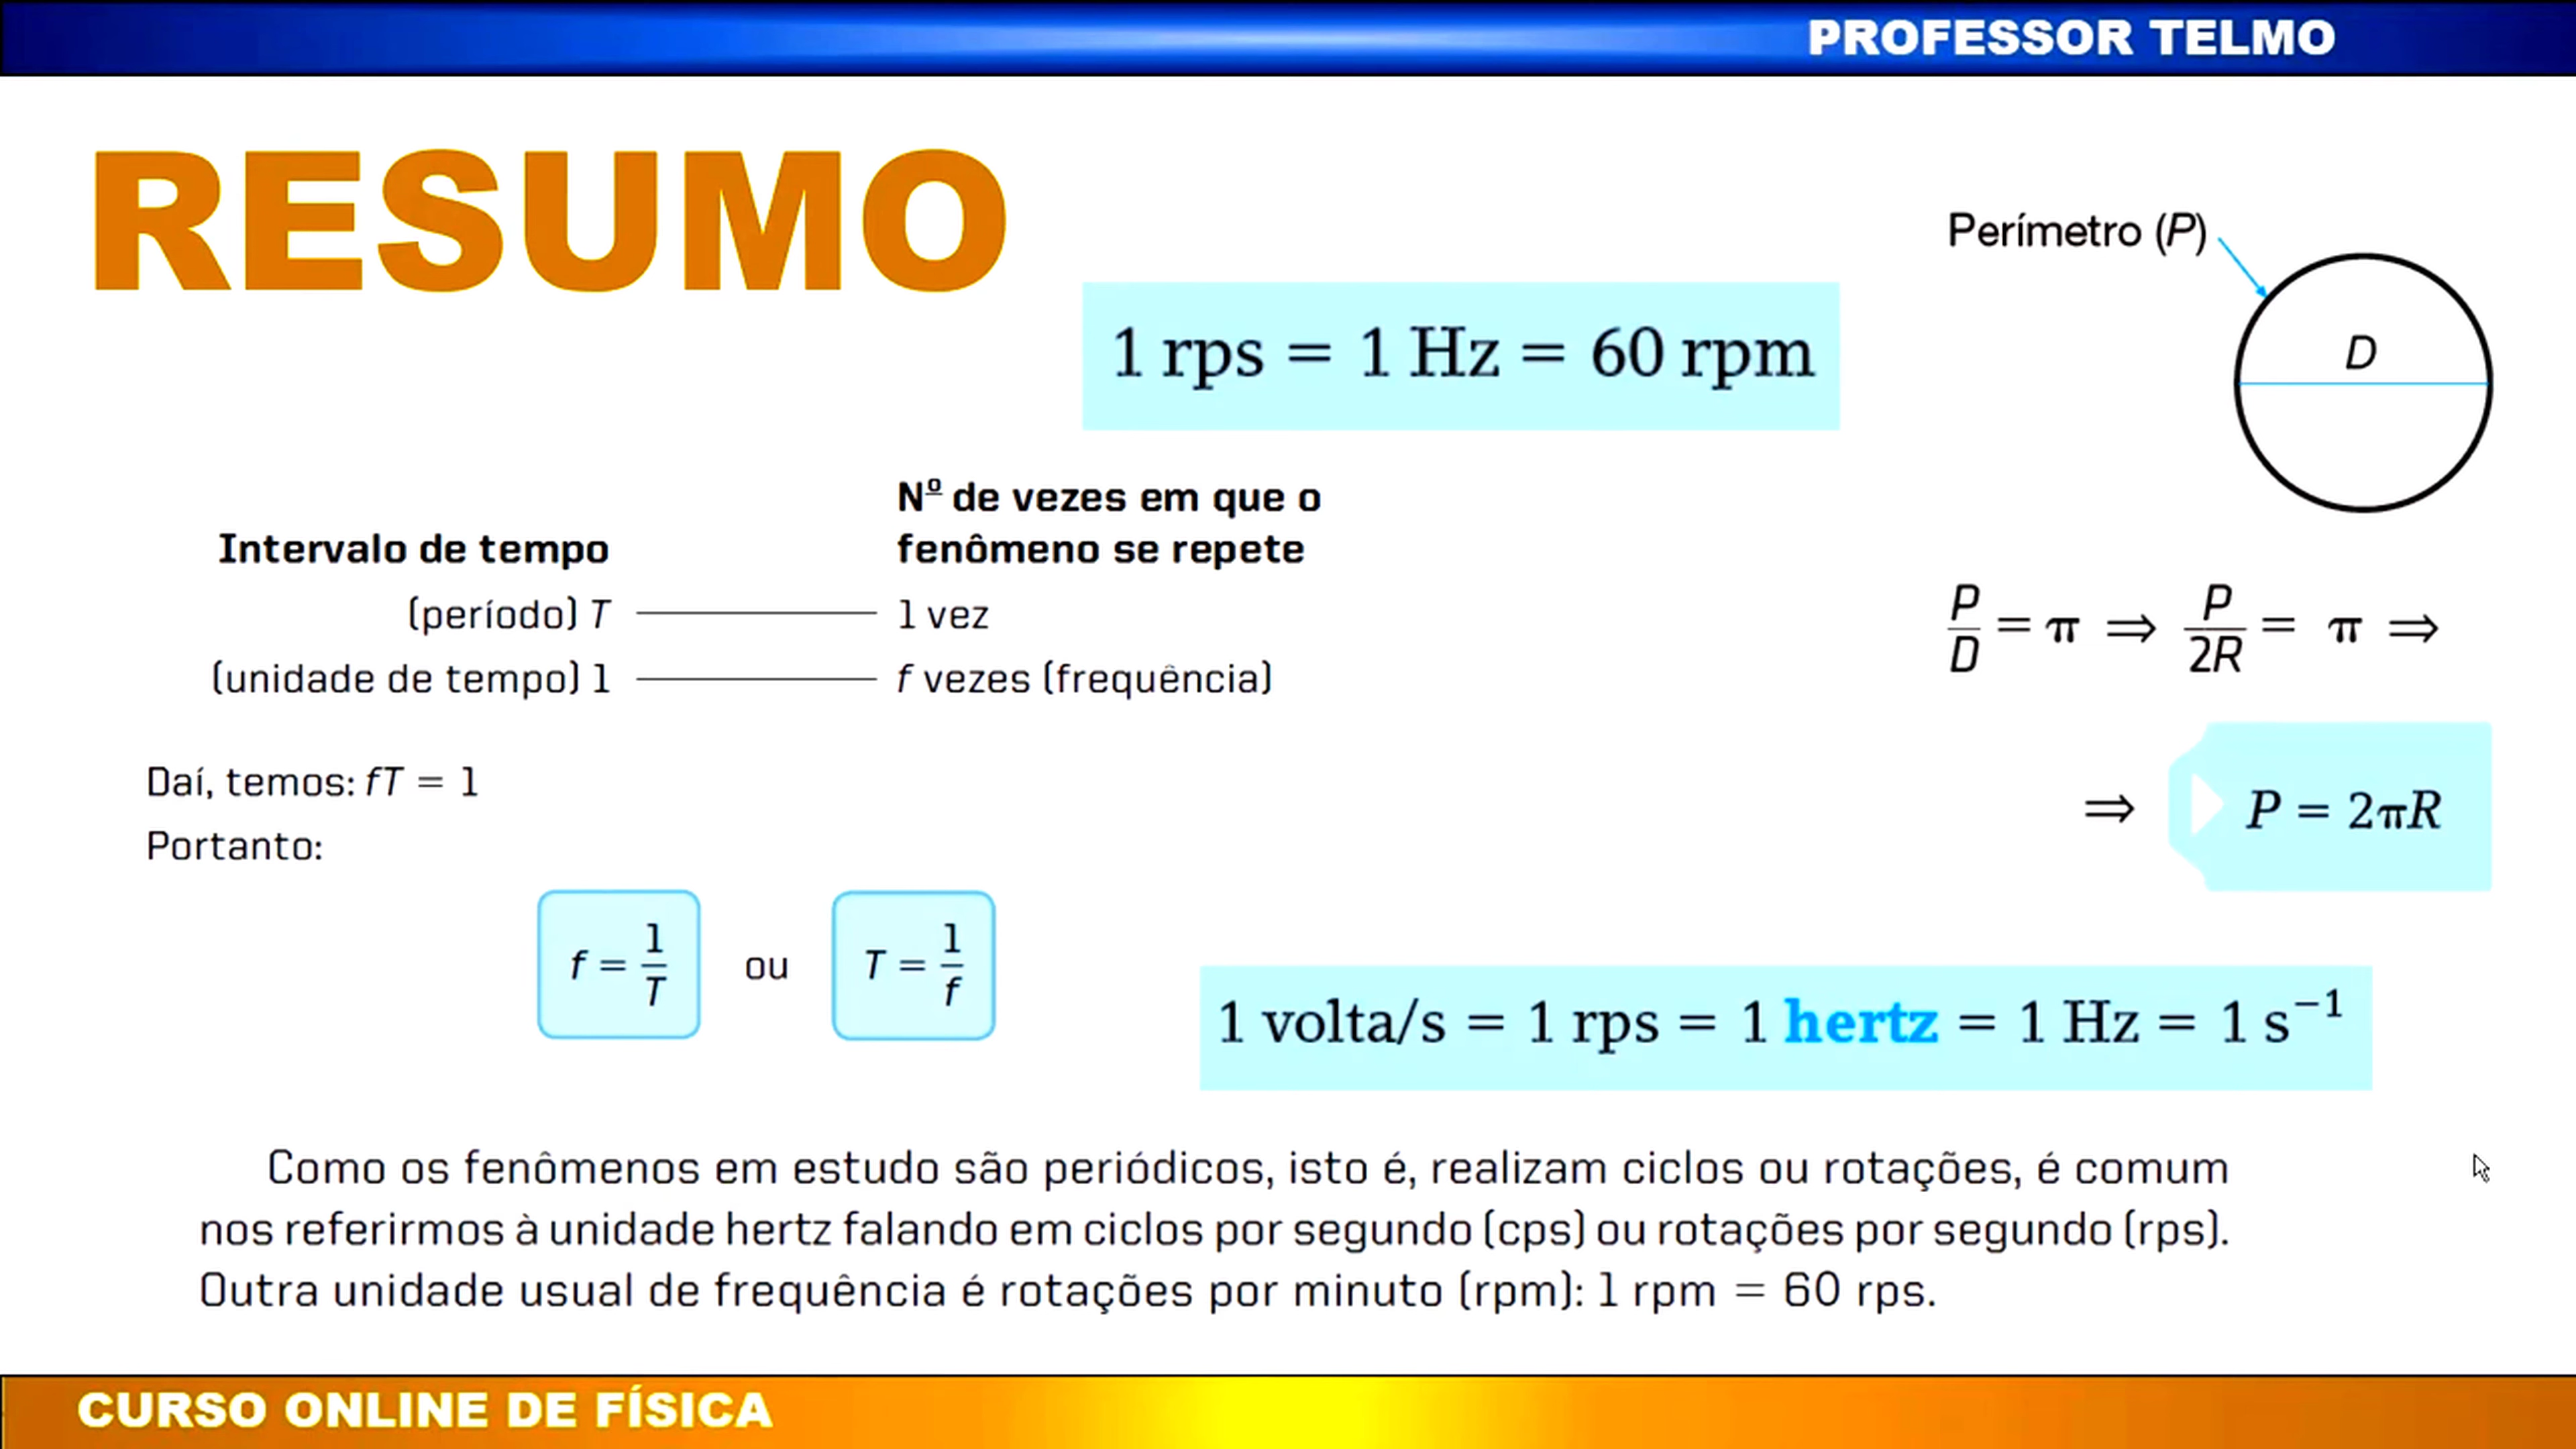 PROFESSOR TELMO
RESUMO
1 rps = 1 Hz = 60 rpm
Perímetro (P)
D
Intervalo de tempo
Nº de vezes em que o
fenômeno se repete
(período) T 1 vez
(unidade de tempo) 1 f vezes (frequência)
P/D = π ⇒ P/2R = π ⇒
⇒ P = 2πR
Daí, temos: fT = 1
Portanto:
f = 1/T ou T = 1/f
1 volta/s = 1 rps = 1 hertz = 1 Hz = 1 s⁻¹
Como os fenômenos em estudo são periódicos, isto é, realizam ciclos ou rotações, é comum
nos referirmos à unidade hertz falando em ciclos por segundo (cps) ou rotações por segundo (rps).
Outra unidade usual de frequência é rotações por minuto (rpm): 1 rpm = 60 rps.
CURSO ONLINE DE FÍSICA